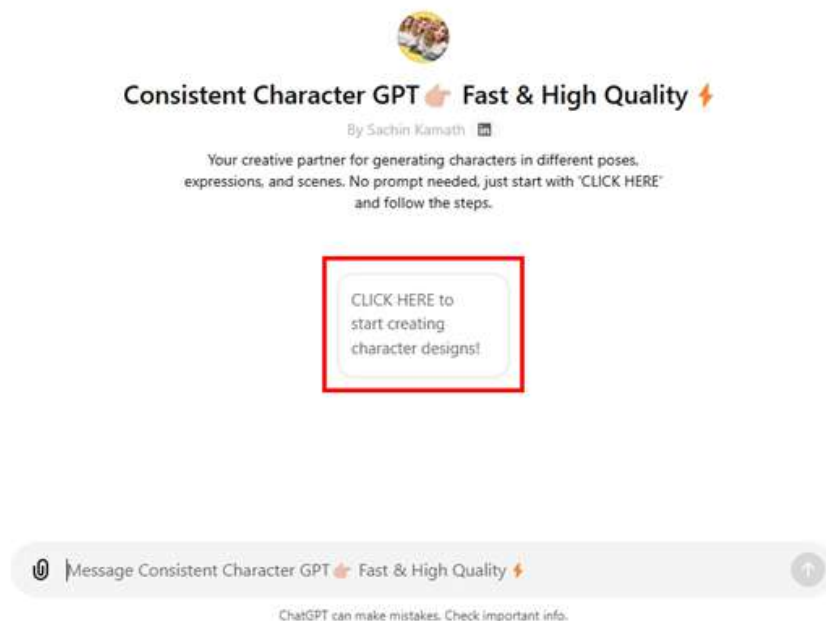 Consistent Character GPT👉🏼 Fast & High Quality⚡
By Sachin Kamath in
Your creative partner for generating characters in different poses,
expressions, and scenes. No prompt needed, just start with 'CLICK HERE'
and follow the steps.
CLICK HERE to
start creating
character designs!
Message Consistent Character GPT👉🏼 Fast & High Quality⚡
ChatGPT can make mistakes. Check important info.